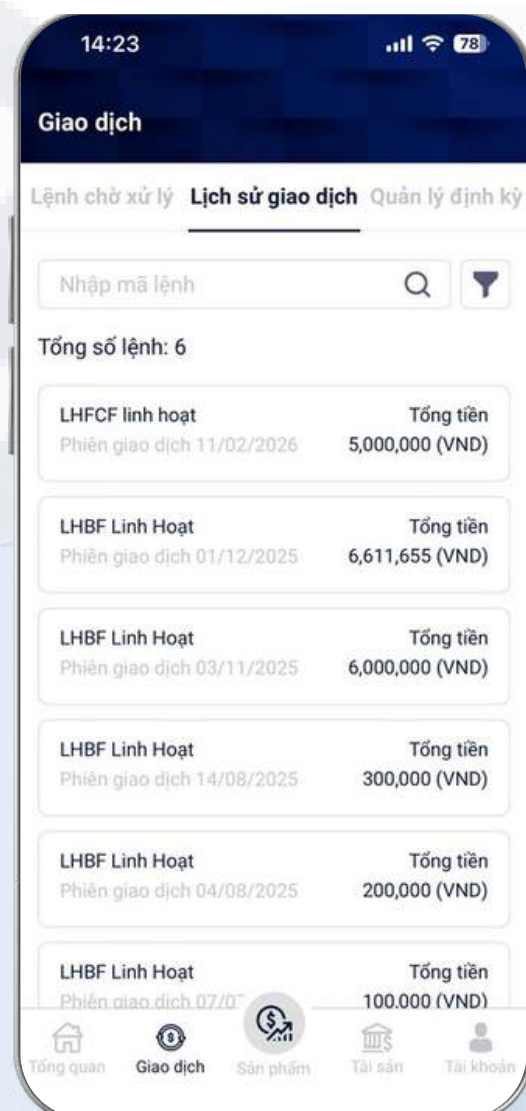 14:23
78
Giao dịch
Lệnh chờ xử lý Lịch sử giao dịch Quản lý định kỳ
Nhập mã lệnh
Tổng số lệnh: 6
LHFCF linh hoạt Tổng tiền
Phiên giao dịch 11/02/2026 5,000,000 (VND)
LHBF Linh Hoạt Tổng tiền
Phiên giao dịch 01/12/2025 6,611,655 (VND)
LHBF Linh Hoạt Tổng tiền
Phiên giao dịch 03/11/2025 6,000,000 (VND)
LHBF Linh Hoạt Tổng tiền
Phiên giao dịch 14/08/2025 300,000 (VND)
LHBF Linh Hoạt Tổng tiền
Phiên giao dịch 04/08/2025 200,000 (VND)
LHBF Linh Hoạt Tổng tiền
Phiên giao dịch 100,000 (VND)
Tổng quan Giao dịch Sản phẩm Tài sản Tài khoản